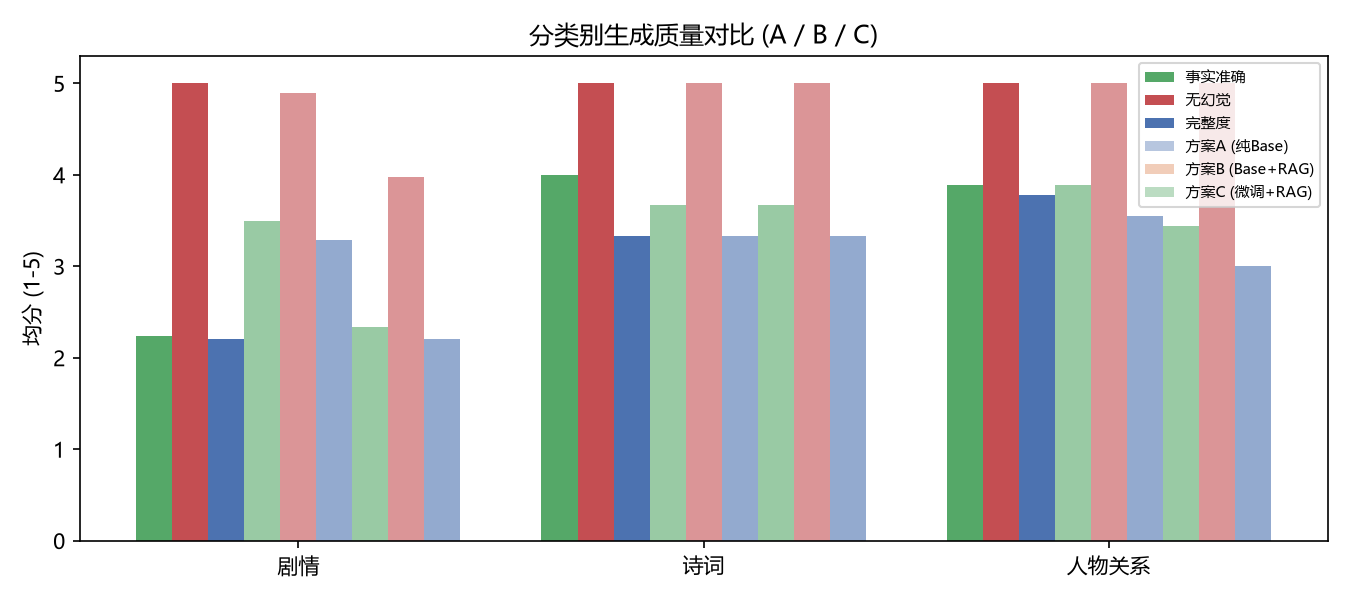 分类别生成质量对比 (A / B / C)
均分 (1-5)
5
4
3
2
1
0
事实准确
无幻觉
完整度
方案A (纯Base)
方案B (Base+RAG)
方案C (微调+RAG)
剧情
诗词
人物关系